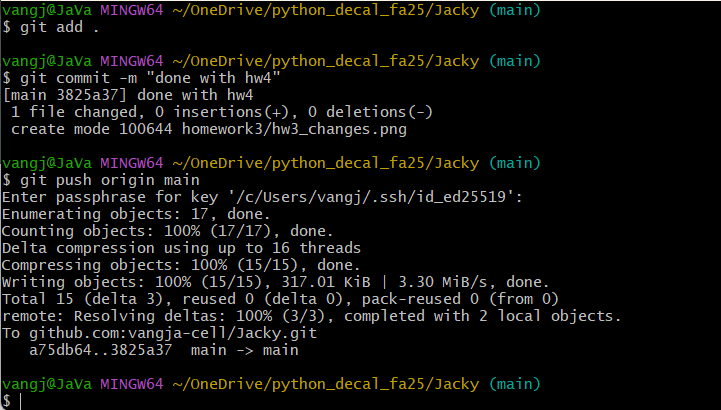 vangj@JaVa MINGW64 ~/OneDrive/python_decal_fa25/Jacky (main)
$ git add .
vangj@JaVa MINGW64 ~/OneDrive/python_decal_fa25/Jacky (main)
$ git commit -m "done with hw4"
[main 3825a37] done with hw4
 1 file changed, 0 insertions(+), 0 deletions(-)
 create mode 100644 homework3/hw3_changes.png
vangj@JaVa MINGW64 ~/OneDrive/python_decal_fa25/Jacky (main)
$ git push origin main
Enter passphrase for key '/c/Users/vangj/.ssh/id_ed25519':
Enumerating objects: 17, done.
Counting objects: 100% (17/17), done.
Delta compression using up to 16 threads
Compressing objects: 100% (15/15), done.
Writing objects: 100% (15/15), 317.01 KiB | 3.30 MiB/s, done.
Total 15 (delta 3), reused 0 (delta 0), pack-reused 0 (from 0)
remote: Resolving deltas: 100% (3/3), completed with 2 local objects.
To github.com:vangja-cell/Jacky.git
   a75db64..3825a37  main -> main
vangj@JaVa MINGW64 ~/OneDrive/python_decal_fa25/Jacky (main)
$